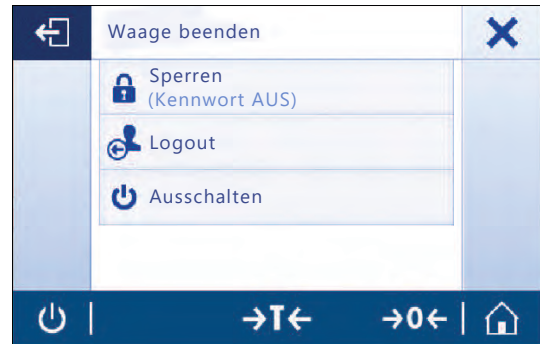 Waage beenden
Sperren
(Kennwort AUS)
Logout
Ausschalten
→T← →0←